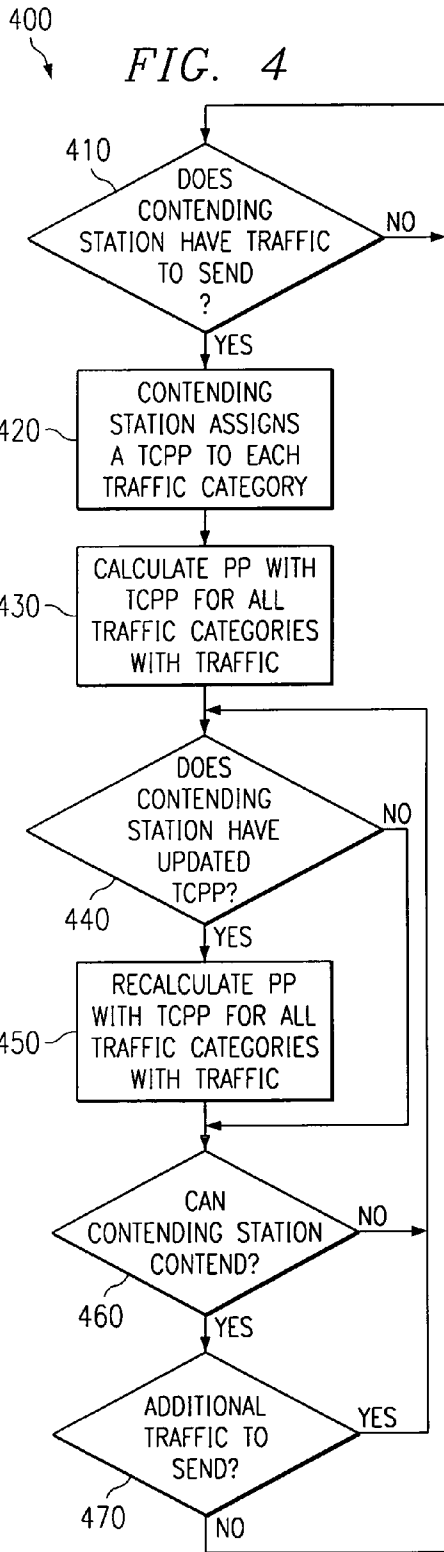 400
FIG. 4
410
DOES
CONTENDING
STATION HAVE TRAFFIC
TO SEND
?
NO
YES
420
CONTENDING
STATION ASSIGNS
A TCPP TO EACH
TRAFFIC CATEGORY
430
CALCULATE PP WITH
TCPP FOR ALL
TRAFFIC CATEGORIES
WITH TRAFFIC
DOES
CONTENDING
STATION HAVE
UPDATED
TCPP?
NO
440
YES
450
RECALCULATE PP
WITH TCPP FOR ALL
TRAFFIC CATEGORIES
WITH TRAFFIC
CAN
CONTENDING STATION
CONTEND?
NO
460
YES
ADDITIONAL
TRAFFIC TO
SEND?
YES
470
NO